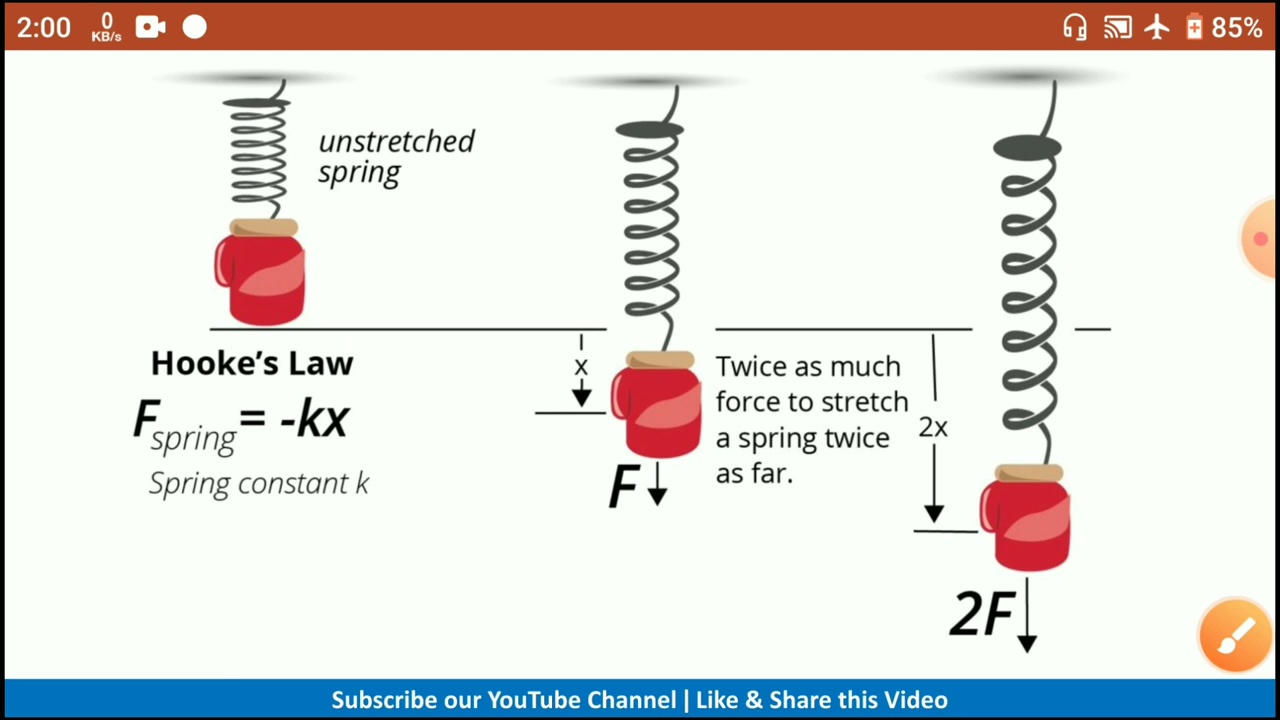 2:00
0
KB/s
85%
unstretched
spring
Hooke's Law
Fspring = -kx
Spring constant k
x
F
Twice as much
force to stretch
a spring twice
as far.
2x
2F
Subscribe our YouTube Channel | Like & Share this Video